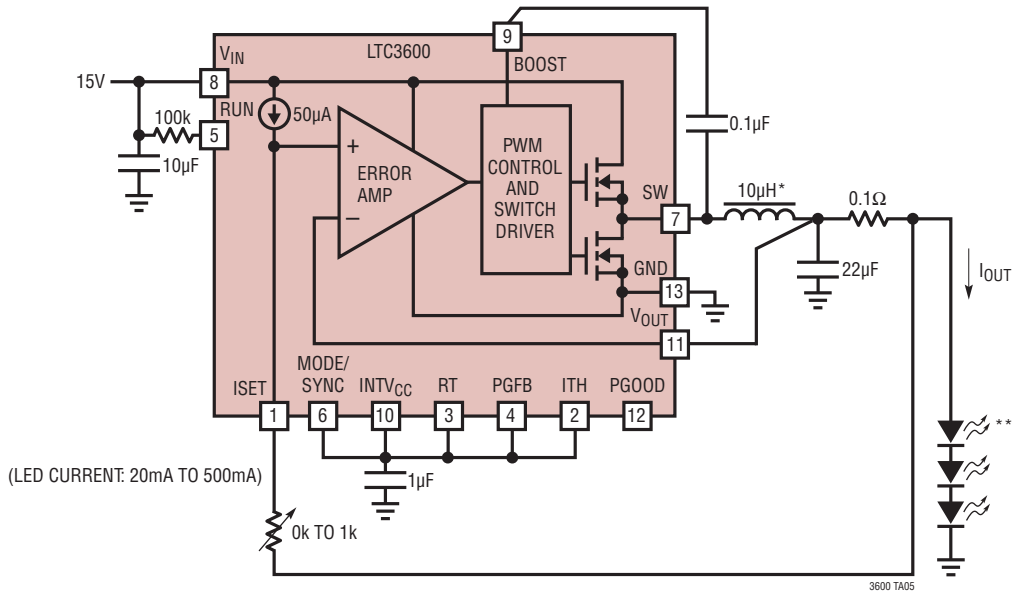 9
LTC3600
BOOST
VIN
15V
8
RUN
50µA
100k
5
10µF
+
ERROR
AMP
–
PWM
CONTROL
AND
SWITCH
DRIVER
0.1µF
SW
7
10µH*
0.1Ω
22µF
IOUT
GND
13
VOUT
11
MODE/
SYNC
ISET
INTVCC
RT
PGFB
ITH
PGOOD
1
6
10
3
4
2
12
**
(LED CURRENT: 20mA TO 500mA)
1µF
0k TO 1k
3600 TA05